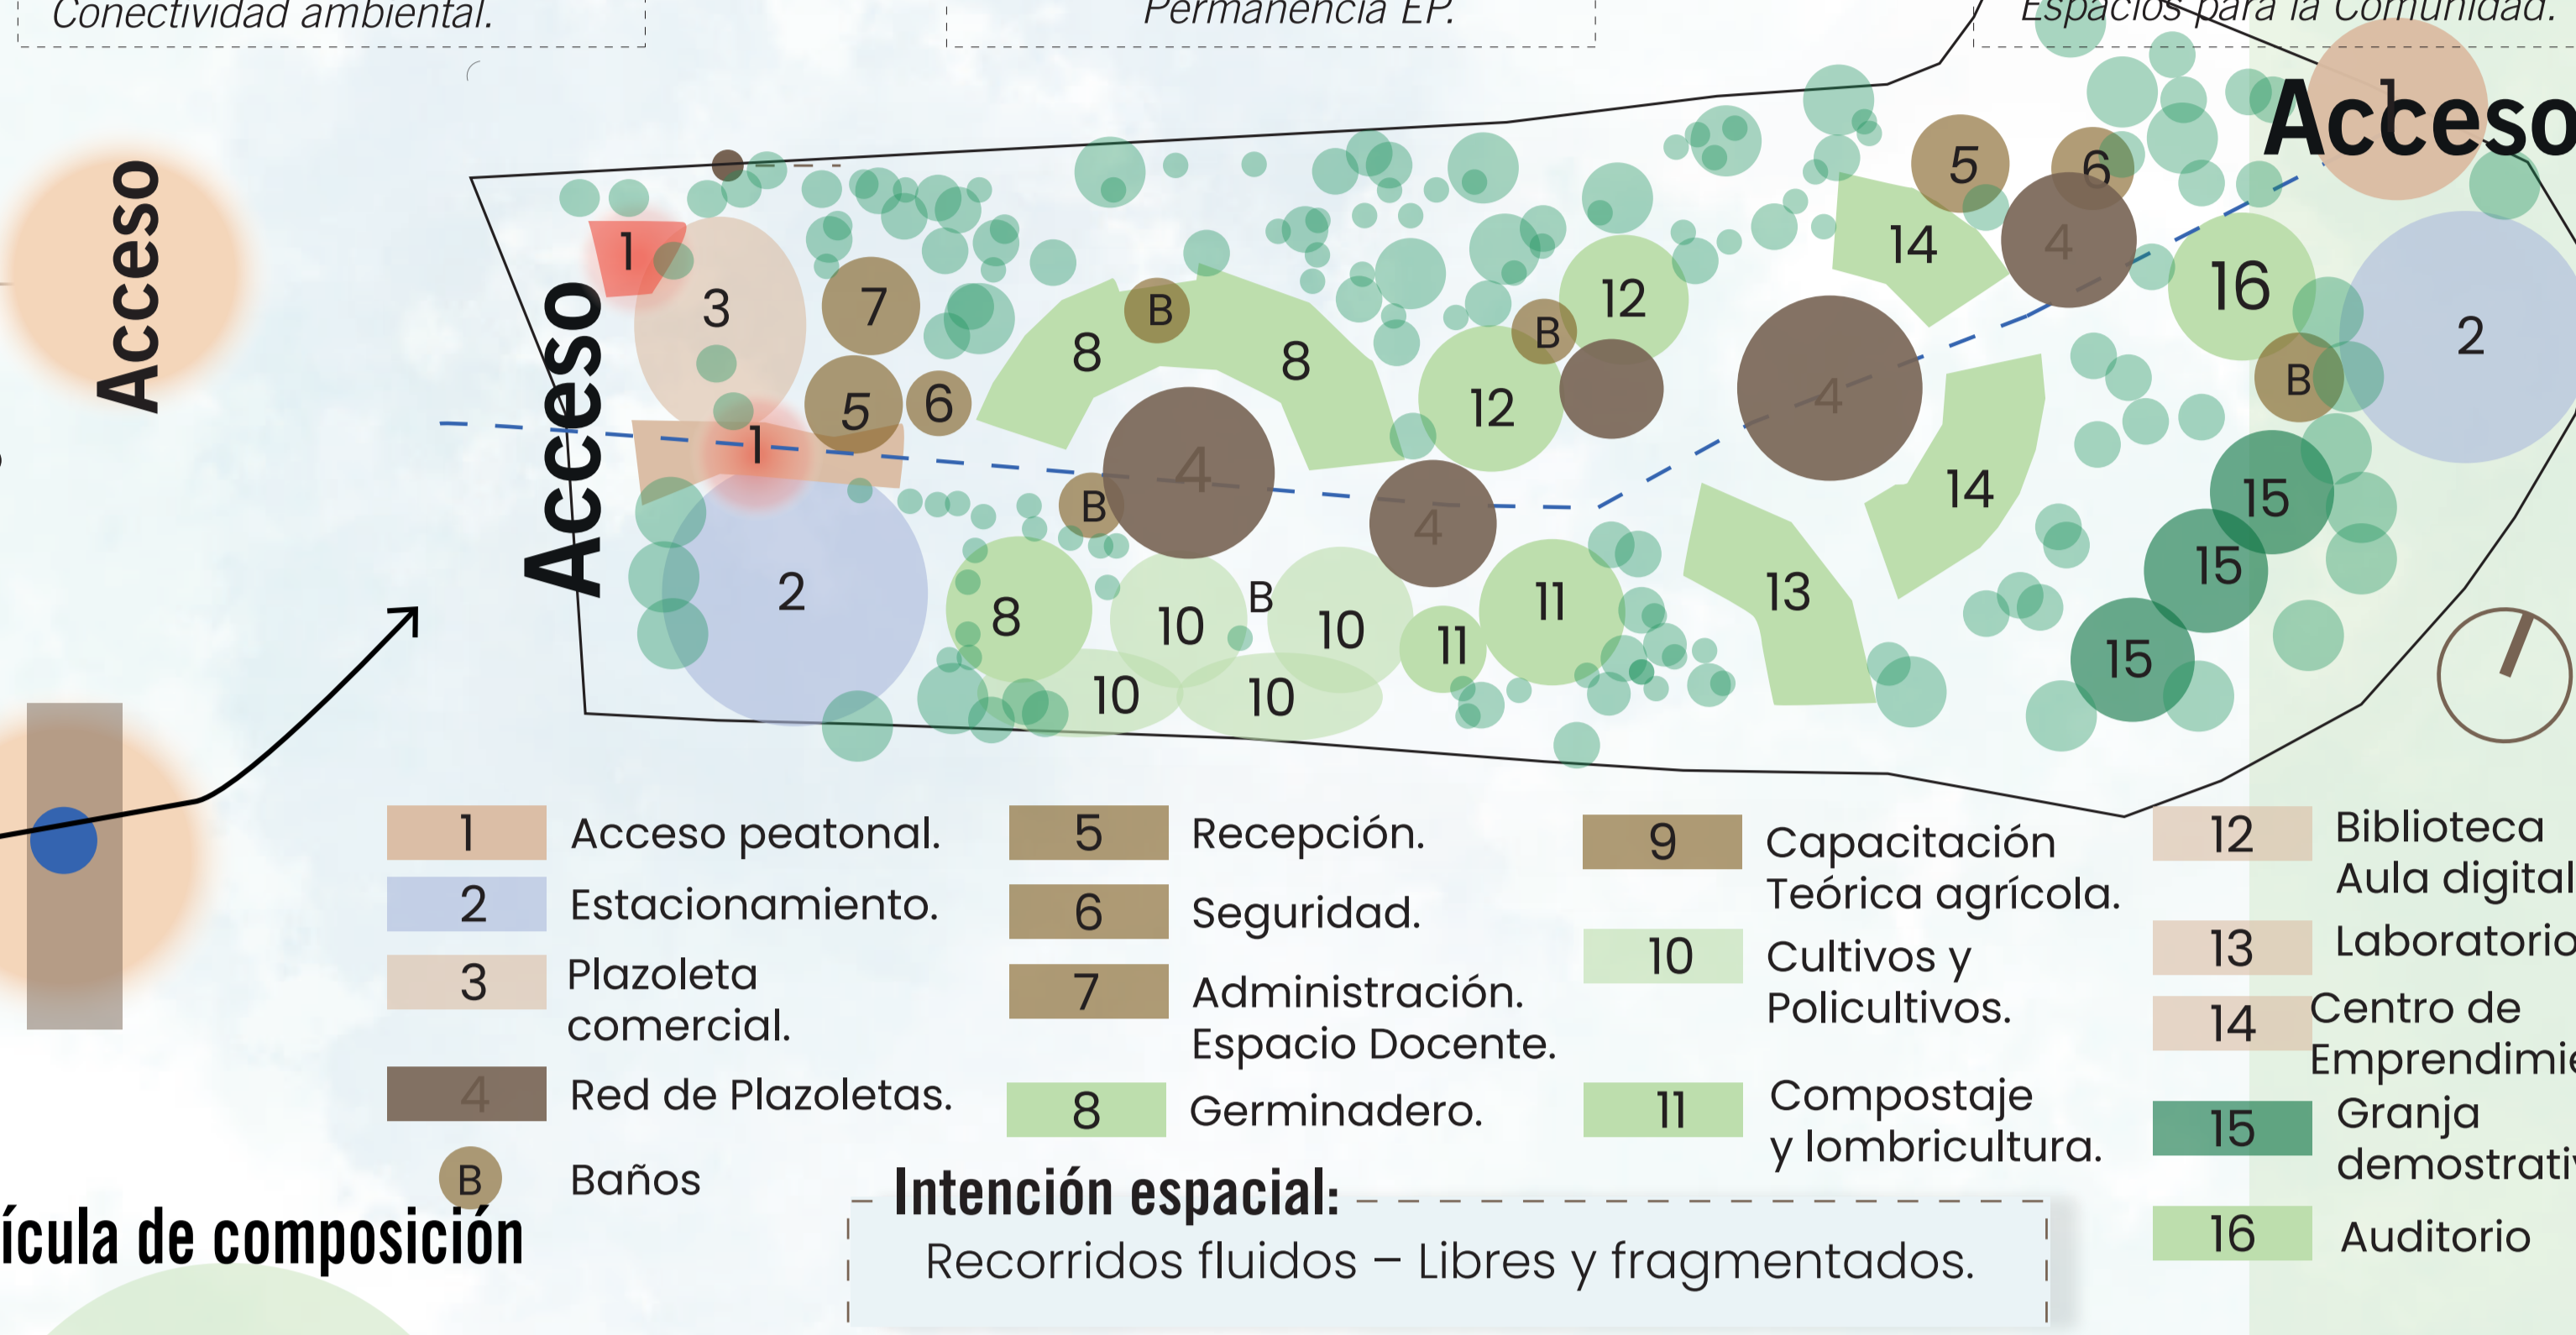 Conectividad ambiental.
Permanencia EP.
Espacios para la Comunidad.
Acceso
Acceso
Acceso
1
1
5
6
4
14
16
2
1
3
7
B
8
8
B
12
12
5
6
1
4
B
4
4
B
14
15
15
15
2
8
10
B
10
11
11
13
10
10
1 Acceso peatonal.
2 Estacionamiento.
3 Plazoleta
comercial.
4 Red de Plazoletas.
B Baños
5 Recepción.
6 Seguridad.
7 Administración.
Espacio Docente.
8 Germinadero.
9 Capacitación
Teórica agrícola.
10 Cultivos y
Policultivos.
11 Compostaje
y lombricultura.
12 Biblioteca
Aula digital
13 Laboratorio
14 Centro de
Emprendimie
15 Granja
demostrativ
16 Auditorio
ícula de composición
Intención espacial:
Recorridos fluidos – Libres y fragmentados.